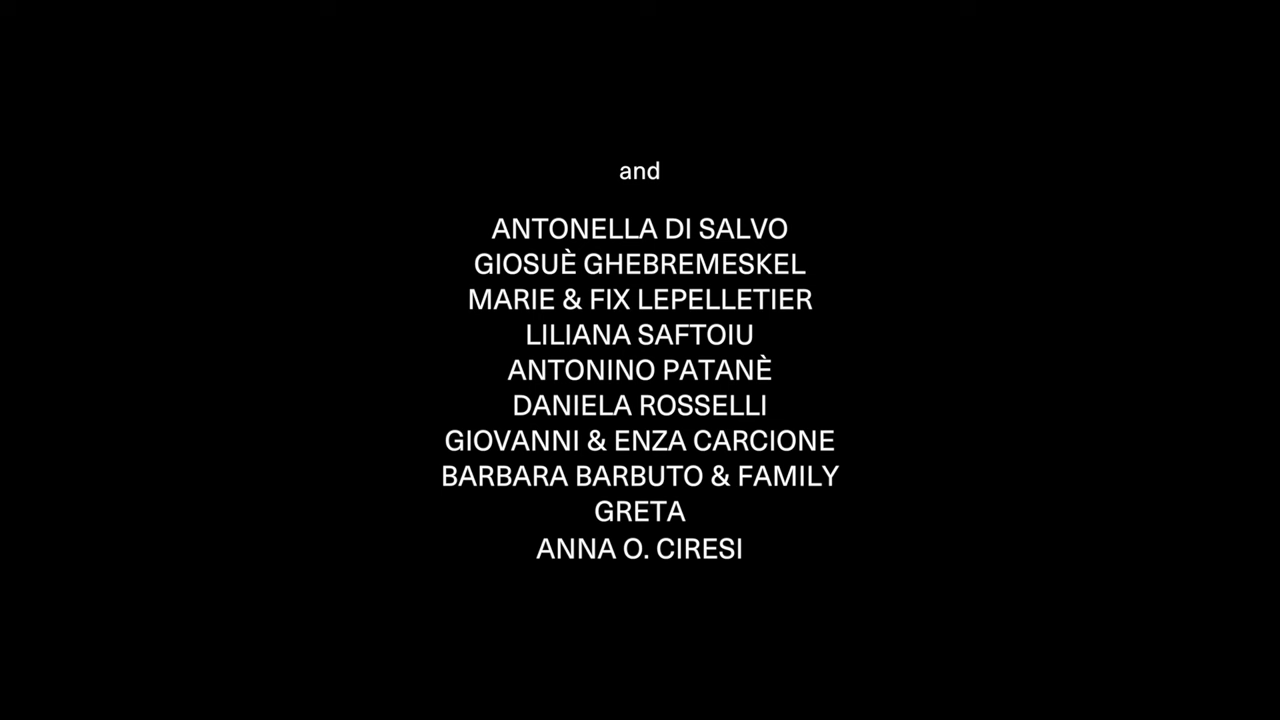 and
ANTONELLA DI SALVO
GIOSUÈ GHEBREMESKEL
MARIE & FIX LEPELLETIER
LILIANA SAFTOIU
ANTONINO PATANÈ
DANIELA ROSSELLI
GIOVANNI & ENZA CARCIONE
BARBARA BARBUTO & FAMILY
GRETA
ANNA O. CIRESI